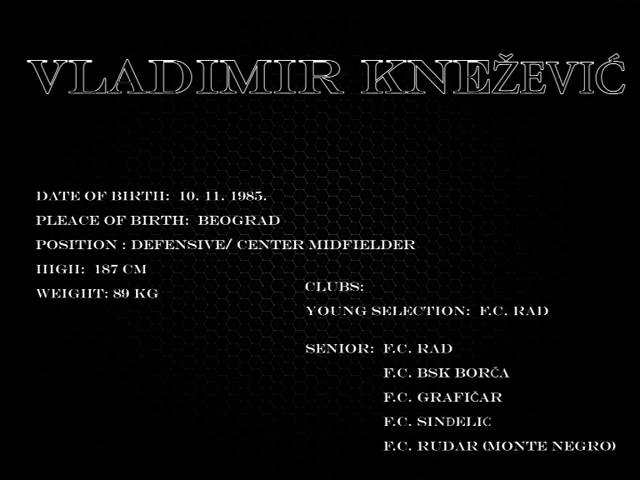 VLADIMIR KNEŽEVIĆ
DATE OF BIRTH: 10. 11. 1985.
PLEACE OF BIRTH: BEOGRAD
POSITION : DEFENSIVE/ CENTER MIDFIELDER
HIGH: 187 CM
WEIGHT: 89 KG
CLUBS:
YOUNG SELECTION: F.C. RAD
SENIOR: F.C. RAD
F.C. BSK BORČA
F.C. GRAFIČAR
F.C. SINĐELIĆ
F.C. RUDAR (MONTE NEGRO)